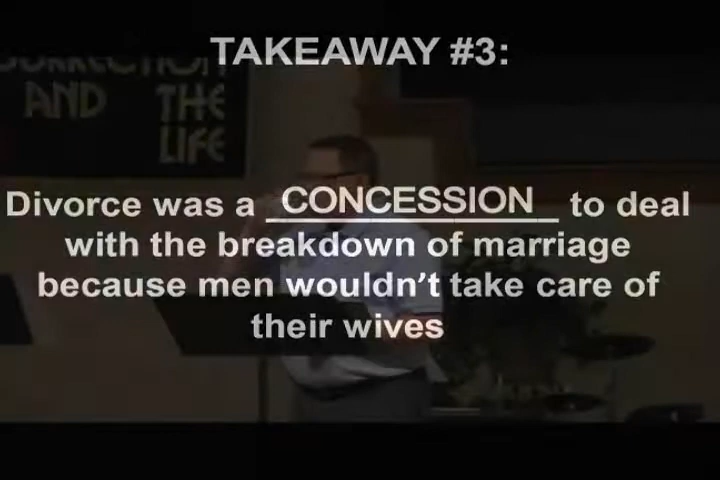 TAKEAWAY #3:
AND THE
LIFE
Divorce was a CONCESSION to deal
with the breakdown of marriage
because men wouldn't take care of
their wives